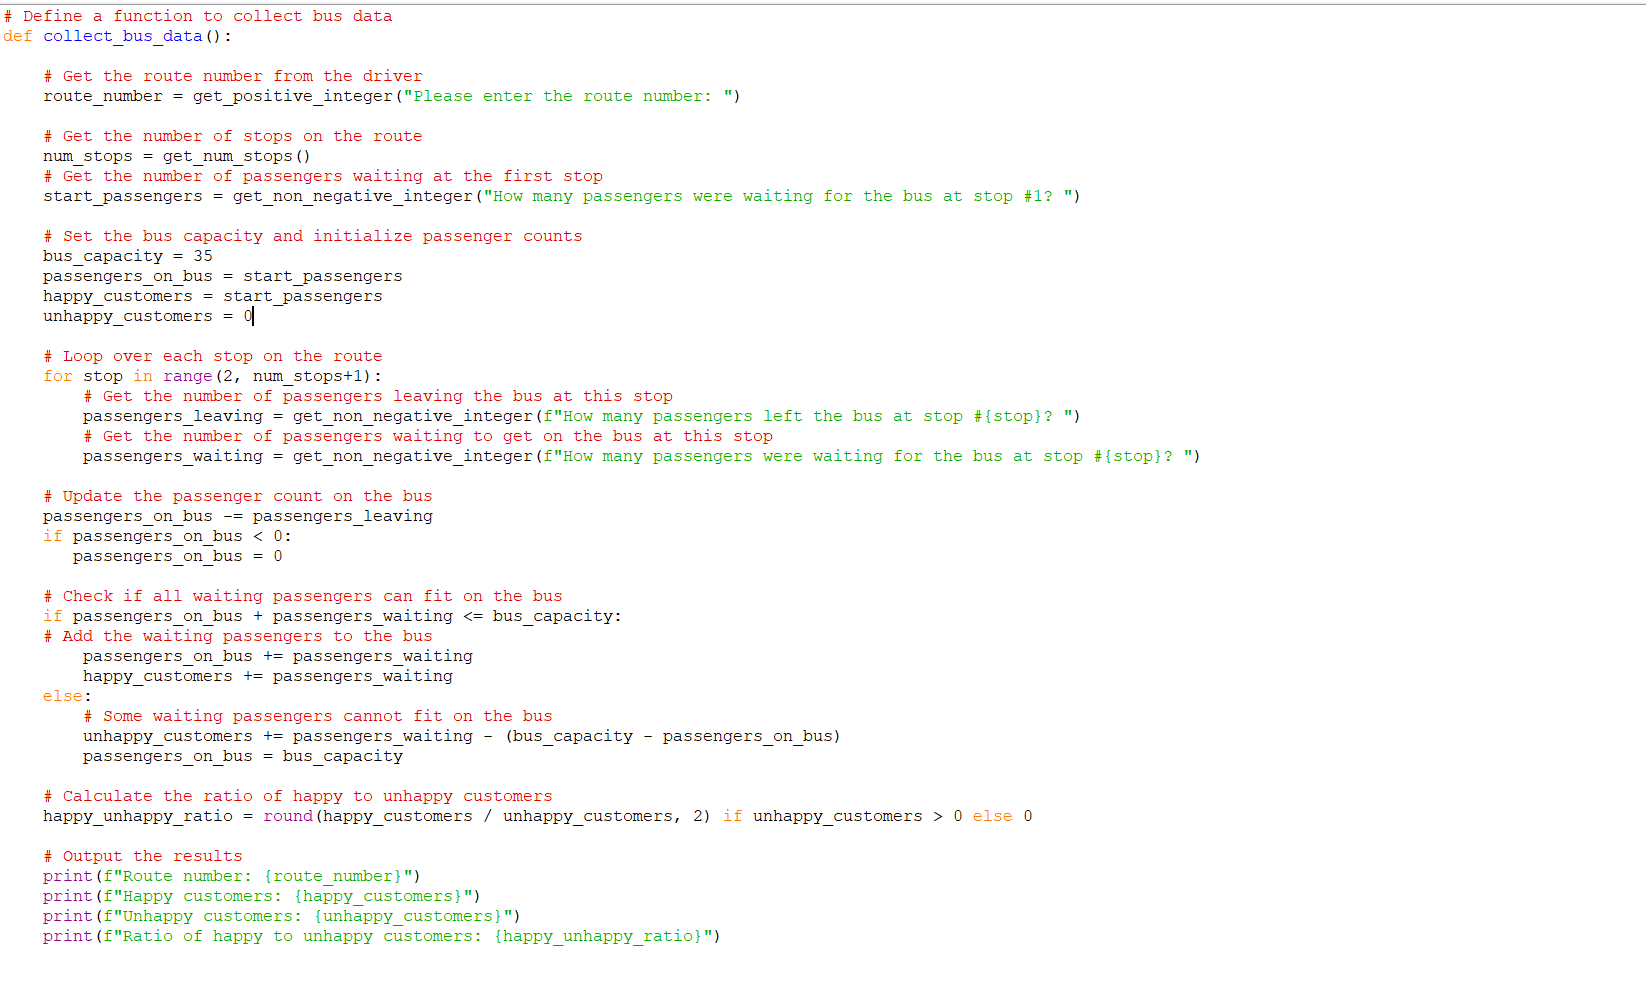 # Define a function to collect bus data
def collect_bus_data():
# Get the route number from the driver
route_number = get_positive_integer("Please enter the route number: ")
# Get the number of stops on the route
num_stops = get_num_stops()
# Get the number of passengers waiting at the first stop
start_passengers = get_non_negative_integer("How many passengers were waiting for the bus at stop #1? ")
# Set the bus capacity and initialize passenger counts
bus_capacity = 35
passengers_on_bus = start_passengers
happy_customers = start_passengers
unhappy_customers = 0
# Loop over each stop on the route
for stop in range(2, num_stops+1):
# Get the number of passengers leaving the bus at this stop
passengers_leaving = get_non_negative_integer(f"How many passengers left the bus at stop #{stop}? ")
# Get the number of passengers waiting to get on the bus at this stop
passengers_waiting = get_non_negative_integer(f"How many passengers were waiting for the bus at stop #{stop}? ")
# Update the passenger count on the bus
passengers_on_bus -= passengers_leaving
if passengers_on_bus < 0:
passengers_on_bus = 0
# Check if all waiting passengers can fit on the bus
if passengers_on_bus + passengers_waiting <= bus_capacity:
# Add the waiting passengers to the bus
passengers_on_bus += passengers_waiting
happy_customers += passengers_waiting
else:
# Some waiting passengers cannot fit on the bus
unhappy_customers += passengers_waiting - (bus_capacity - passengers_on_bus)
passengers_on_bus = bus_capacity
# Calculate the ratio of happy to unhappy customers
happy_unhappy_ratio = round(happy_customers / unhappy_customers, 2) if unhappy_customers > 0 else 0
# Output the results
print(f"Route number: {route_number}")
print(f"Happy customers: {happy_customers}")
print(f"Unhappy customers: {unhappy_customers}")
print(f"Ratio of happy to unhappy customers: {happy_unhappy_ratio}")